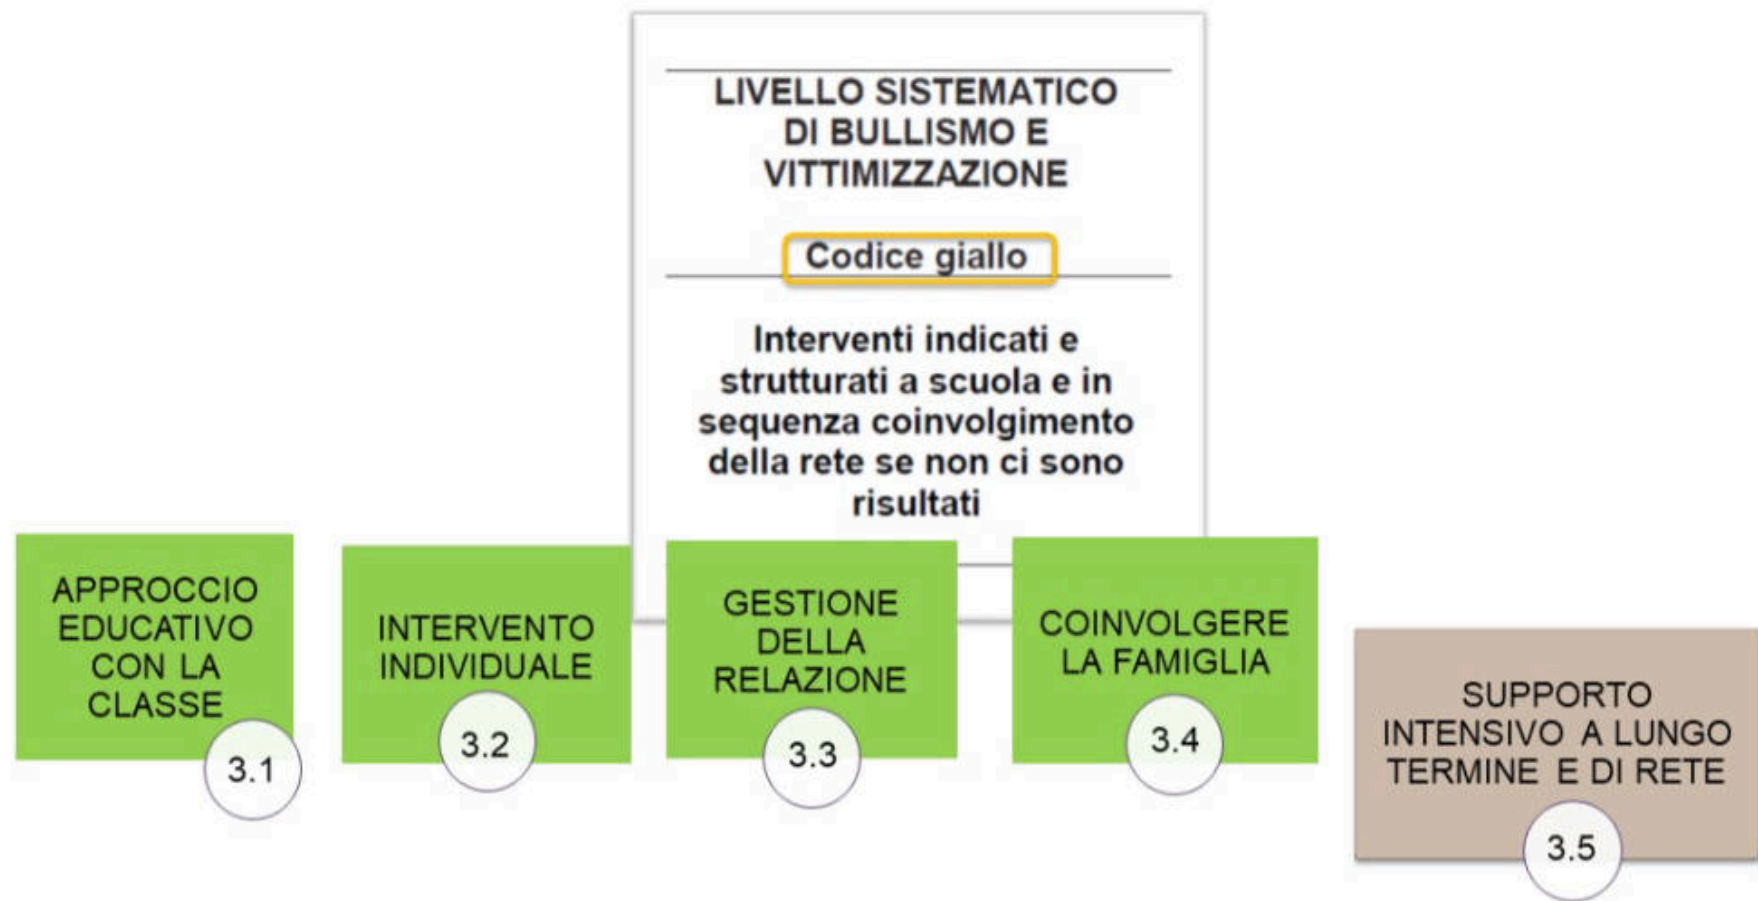 LIVELLO SISTEMATICO
DI BULLISMO E
VITTIMIZZAZIONE
Codice giallo
Interventi indicati e
strutturati a scuola e in
sequenza coinvolgimento
della rete se non ci sono
risultati
APPROCCIO
EDUCATIVO
CON LA
CLASSE
3.1
INTERVENTO
INDIVIDUALE
3.2
GESTIONE
DELLA
RELAZIONE
3.3
COINVOLGERE
LA FAMIGLIA
3.4
SUPPORTO
INTENSIVO A LUNGO
TERMINE E DI RETE
3.5